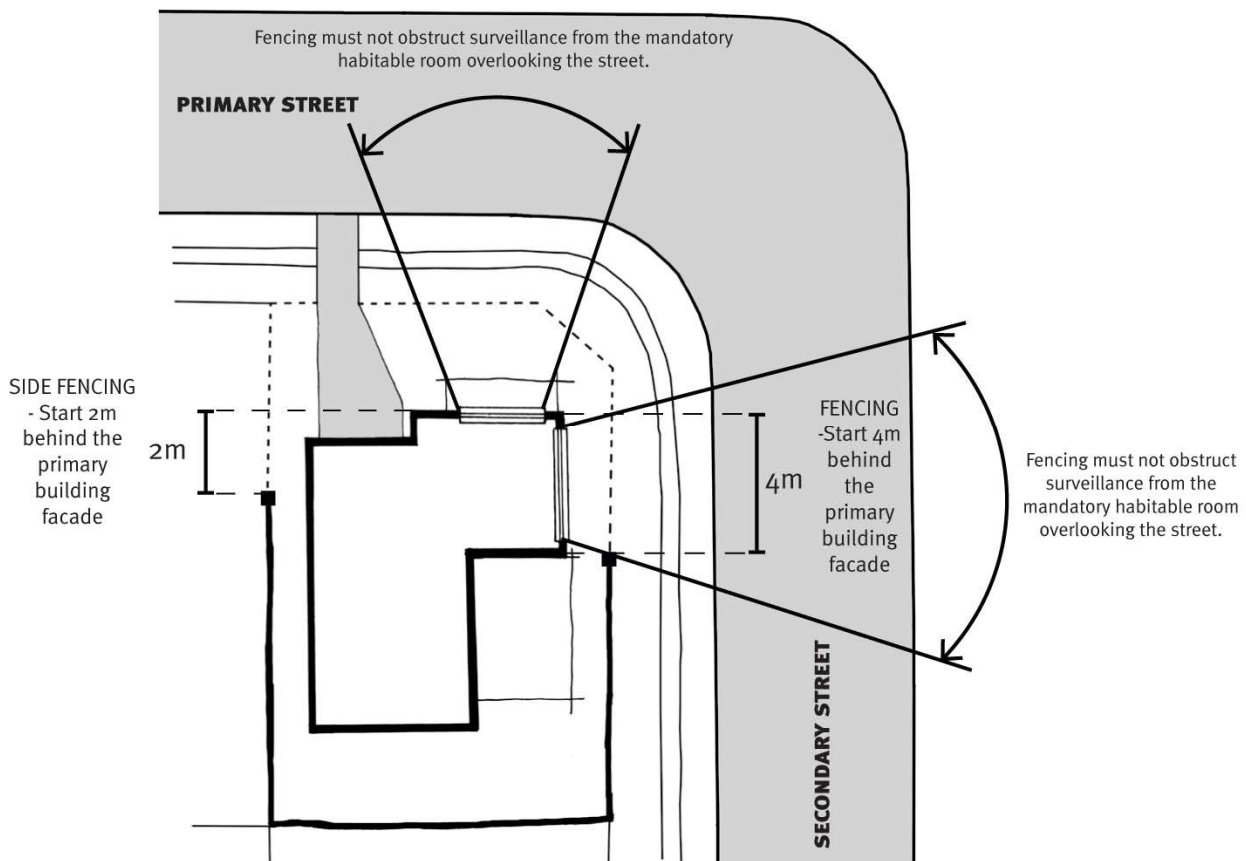 Fencing must not obstruct surveillance from the mandatory
habitable room overlooking the street.
PRIMARY STREET
SIDE FENCING
- Start 2m
behind the
primary
building
facade
2m
4m
FENCING
-Start 4m
behind
the
primary
building
facade
Fencing must not obstruct
surveillance from the
mandatory habitable room
overlooking the street.
SECONDARY STREET